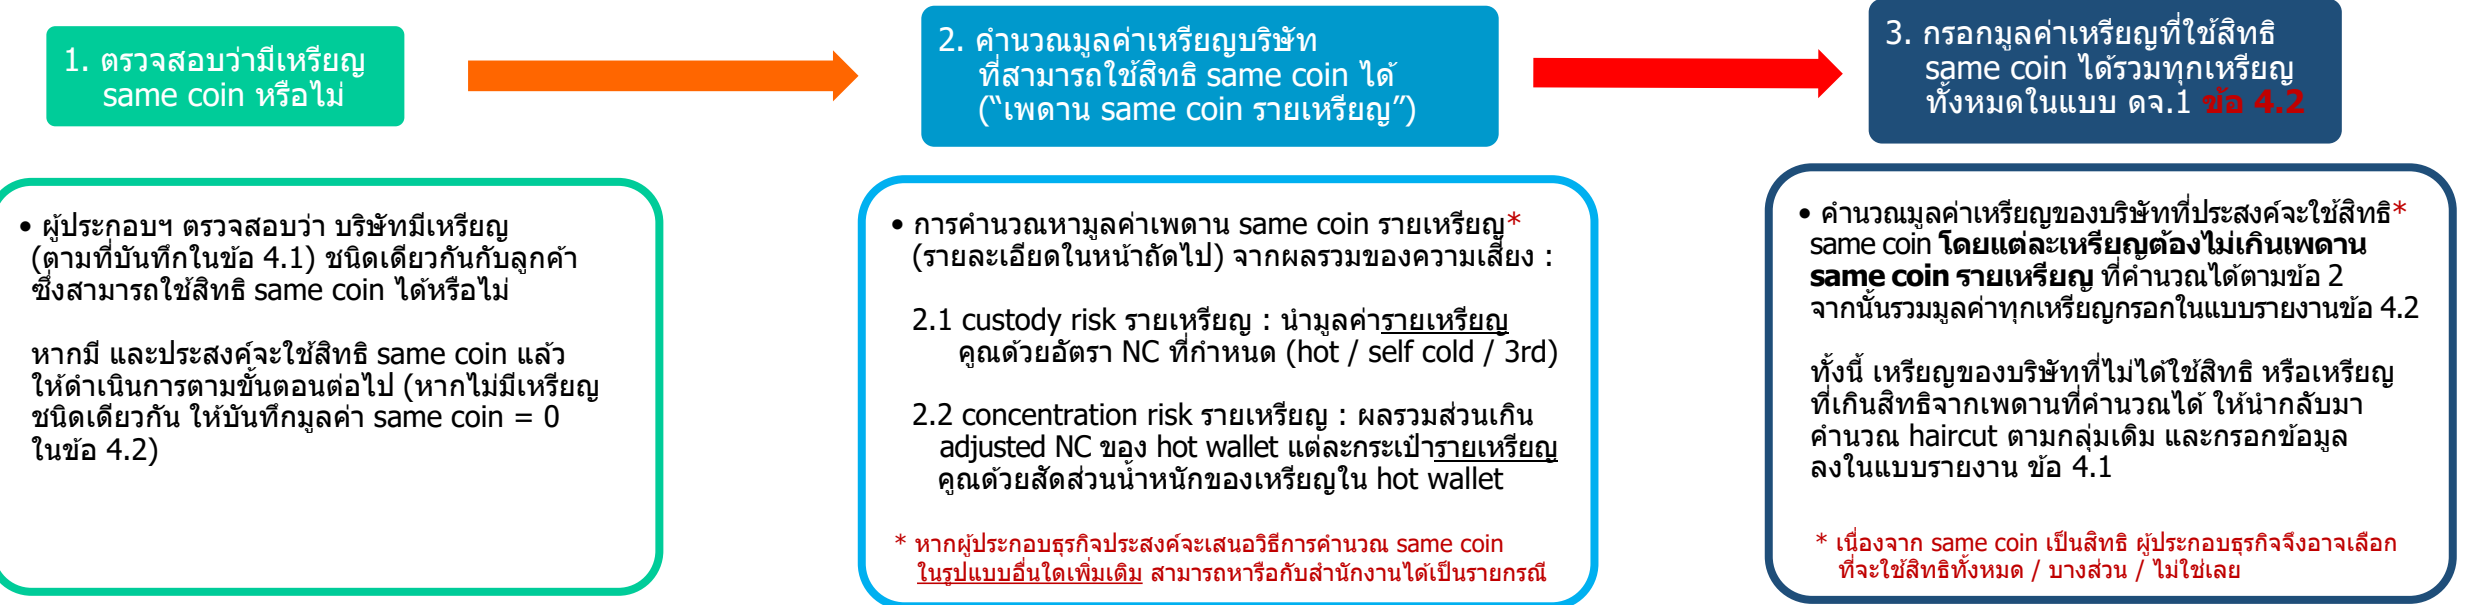 1. ตรวจสอบว่ามีเหรียญ
same coin หรือไม่
2. คำนวณมูลค่าเหรียญบริษัท
ที่สามารถใช้สิทธิ same coin ได้
(“เพดาน same coin รายเหรียญ”)
3. กรอกมูลค่าเหรียญที่ใช้สิทธิ
same coin ได้รวมทุกเหรียญ
ทั้งหมดในแบบ ดจ.1 ข้อ 4.2
• ผู้ประกอบฯ ตรวจสอบว่า บริษัทมีเหรียญ
(ตามที่บันทึกในข้อ 4.1) ชนิดเดียวกันกับลูกค้า
ซึ่งสามารถใช้สิทธิ same coin ได้หรือไม่
หากมี และประสงค์จะใช้สิทธิ same coin แล้ว
ให้ดำเนินการตามขั้นตอนต่อไป (หากไม่มีเหรียญ
ชนิดเดียวกัน ให้บันทึกมูลค่า same coin = 0
ในข้อ 4.2)
• การคำนวณหามูลค่าเพดาน same coin รายเหรียญ*
(รายละเอียดในหน้าถัดไป) จากผลรวมของความเสี่ยง :
2.1 custody risk รายเหรียญ : นำมูลค่ารายเหรียญ
คูณด้วยอัตรา NC ที่กำหนด (hot / self cold / 3rd)
2.2 concentration risk รายเหรียญ : ผลรวมส่วนเกิน
adjusted NC ของ hot wallet แต่ละกระเป๋ารายเหรียญ
คูณด้วยสัดส่วนน้ำหนักของเหรียญใน hot wallet
* หากผู้ประกอบธุรกิจประสงค์จะเสนอวิธีการคำนวณ same coin
ในรูปแบบอื่นใดเพิ่มเติม สามารถหารือกับสำนักงานได้เป็นรายกรณี
• คำนวณมูลค่าเหรียญของบริษัทที่ประสงค์จะใช้สิทธิ*
same coin โดยแต่ละเหรียญต้องไม่เกินเพดาน
same coin รายเหรียญ ที่คำนวณได้ตามข้อ 2
จากนั้นรวมมูลค่าทุกเหรียญกรอกในแบบรายงานข้อ 4.2
ทั้งนี้ เหรียญของบริษัทที่ไม่ได้ใช้สิทธิ หรือเหรียญ
ที่เกินสิทธิจากเพดานที่คำนวณได้ ให้นำกลับมา
คำนวณ haircut ตามกลุ่มเดิม และกรอกข้อมูล
ลงในแบบรายงาน ข้อ 4.1
* เนื่องจาก same coin เป็นสิทธิ ผู้ประกอบธุรกิจจึงอาจเลือก
ที่จะใช้สิทธิทั้งหมด / บางส่วน / ไม่ใช่เลย